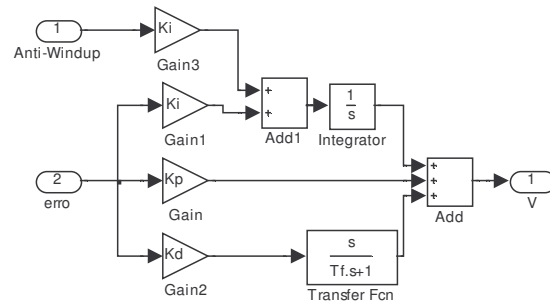 1
Anti-Windup
Ki
Gain3
Ki
Gain1
+
+
Add1
1
s
Integrator
2
erro
Kp
Gain
+
+
+
Add
1
V
Kd
Gain2
s
Tf.s+1
Transfer Fcn